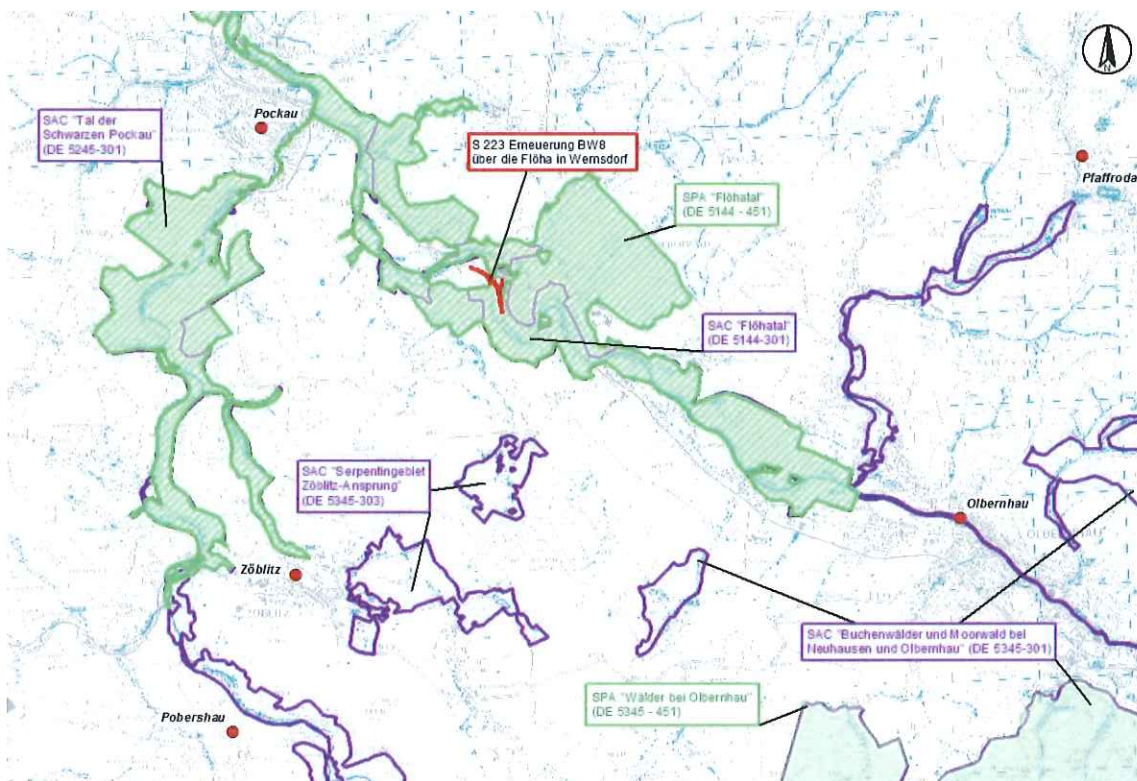 N
Pockau
SAC "Tal der
Schwarzen Pockau"
(DE 5245-301)
S 223 Erneuerung BW8
über die Flöha in Wernsdorf
Pfaffroda
SPA "Flöhatal"
(DE 5144 - 451)
SAC "Flöhatal"
(DE 5144-301)
SAC "Serpentingebiet
Zöblitz-Ansprung"
(DE 5345-303)
Olbernhau
OLBERNHAU
Zöblitz
SAC "Buchenwälder und Moorwald bei
Neuhausen und Olbernhau" (DE 5345-301)
SPA "Wälder bei Olbernhau"
(DE 5345 - 451)
Pobershau